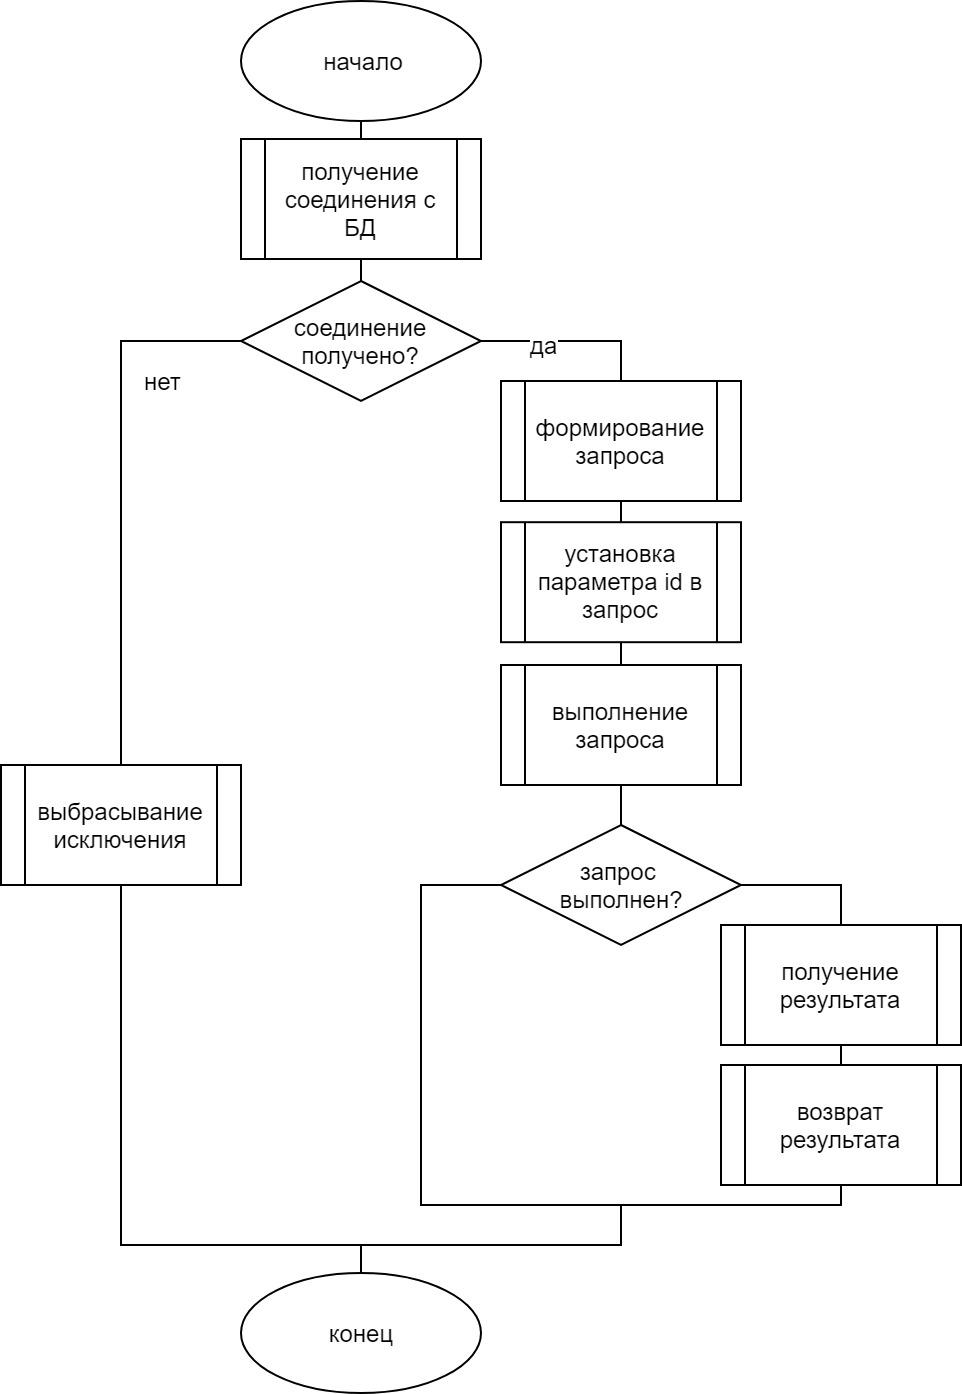 начало
получение
соединения с
БД
соединение
получено?
да
нет
формирование
запроса
установка
параметра id в
запрос
выполнение
запроса
выбрасывание
исключения
запрос
выполнен?
получение
результата
возврат
результата
конец